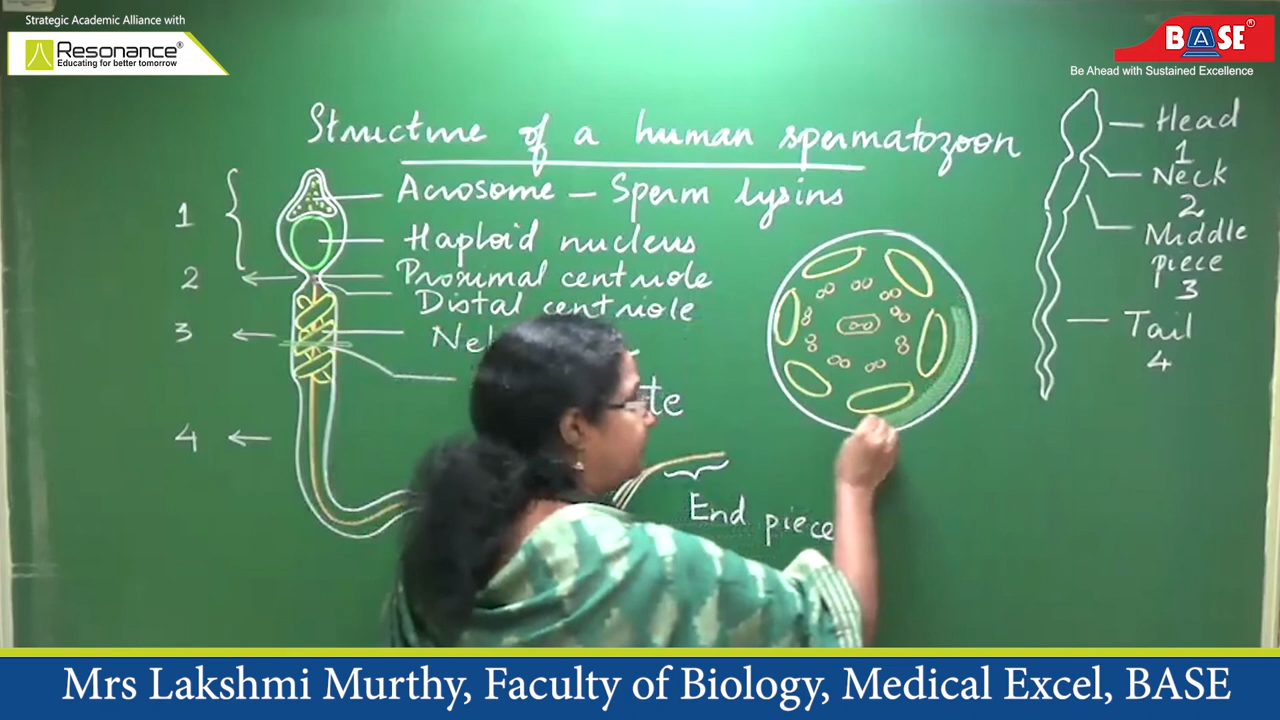 Strategic Academic Alliance with
Resonance®
Educating for better tomorrow
BASE®
Be Ahead with Sustained Excellence
Structure of a human spermatozoon
1
Acrosome - Sperm lysins
Haploid nucleus
2
Proximal centriole
Distal centriole
3
4
End piece
Head
1
Neck
2
Middle
piece
3
Tail
4
Mrs Lakshmi Murthy, Faculty of Biology, Medical Excel, BASE